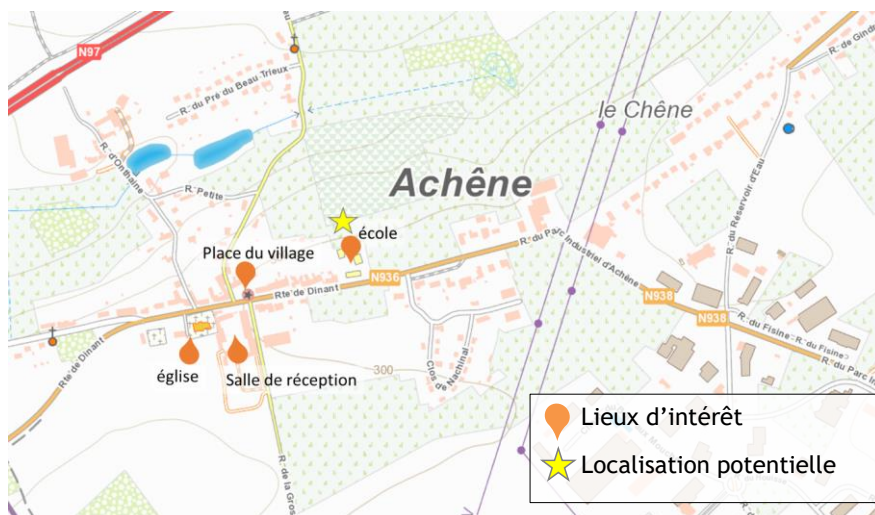 N97
R. du Pré du Beau Trieux
R. de Gindr
le Chêne
R. d'Onthaine
Achêne
R. Petite
R. du Réservoir d'Eau
école
Place du village
R. du Parc Industriel d'Achêne
N936
Rte de Dinant
N938
N938
R. du Fisine
R. du Fisine
R. du Parc In
Rte de Dinant
église
Salle de réception
300
Clos de Nachinal
R. de la Gros
Lieux d'intérêt
Localisation potentielle